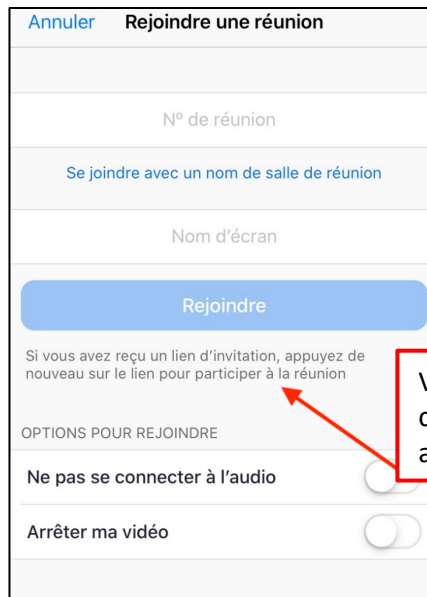 Annuler Rejoindre une réunion
N° de réunion
Se joindre avec un nom de salle de réunion
Nom d'écran
Rejoindre
Si vous avez reçu un lien d'invitation, appuyez de
nouveau sur le lien pour participer à la réunion
OPTIONS POUR REJOINDRE
Ne pas se connecter à l'audio
Arrêter ma vidéo